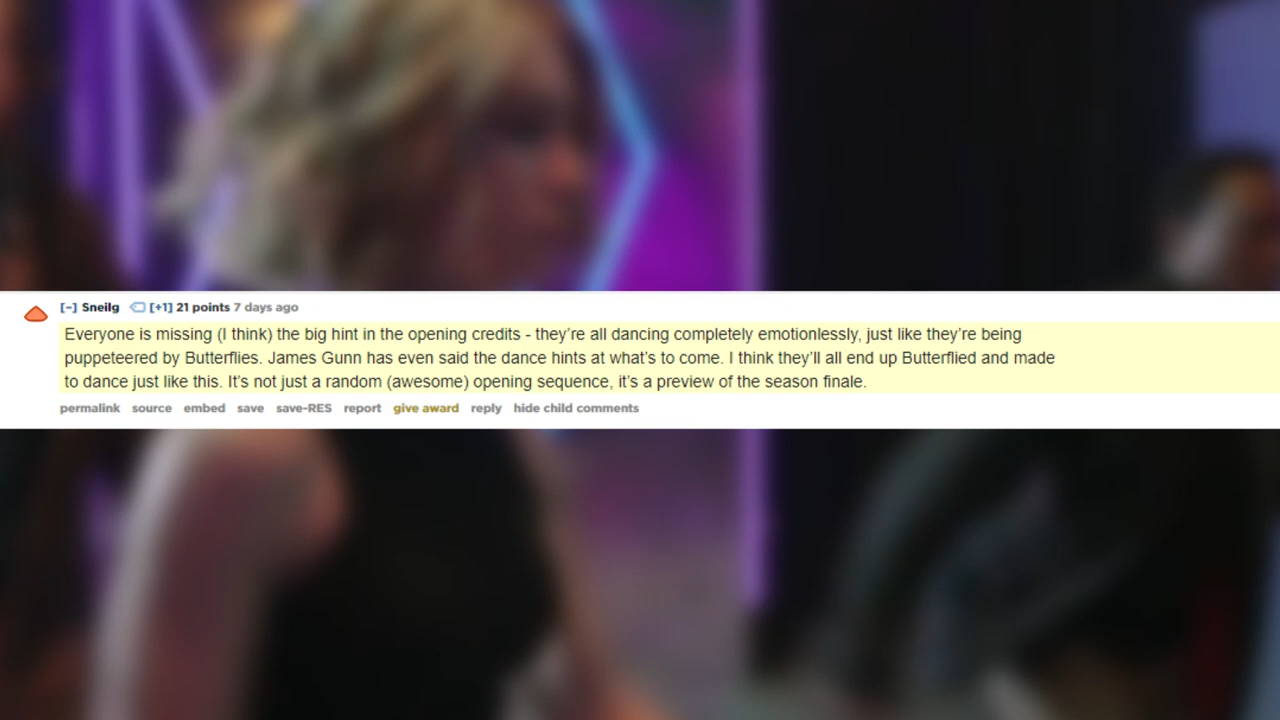 [–] Sneilg [+1] 21 points 7 days ago
Everyone is missing (I think) the big hint in the opening credits - they’re all dancing completely emotionlessly, just like they’re being
puppeteered by Butterflies. James Gunn has even said the dance hints at what’s to come. I think they’ll all end up Butterflied and made
to dance just like this. It’s not just a random (awesome) opening sequence, it’s a preview of the season finale.
permalink source embed save save-RES report give award reply hide child comments